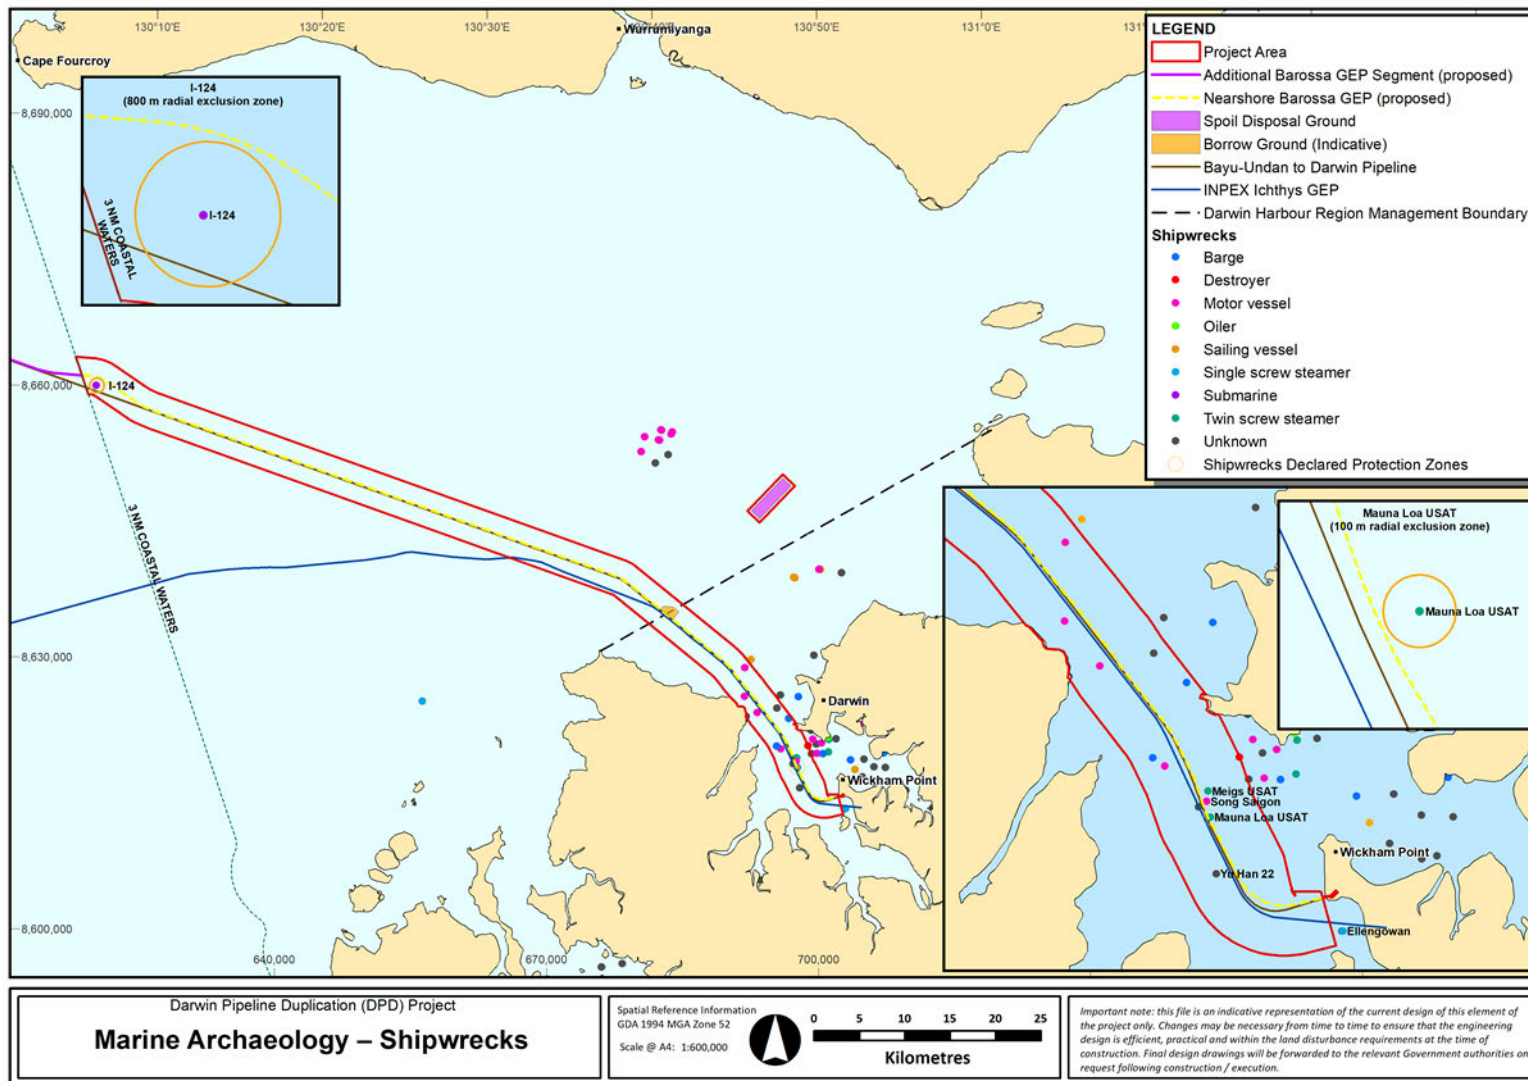 130°10'E
130°20'E
130°30'E
130°40'E
130°50'E
131°0'E
Wurrumiyanga
Cape Fourcroy
I-124
(800 m radial exclusion zone)
I-124
3 NM COASTAL
WATERS
8,690,000
8,660,000
8,630,000
8,600,000
I-124
3 NM COASTAL WATERS
Darwin
Wickham Point
640,000
670,000
700,000
LEGEND
Project Area
Additional Barossa GEP Segment (proposed)
Nearshore Barossa GEP (proposed)
Spoil Disposal Ground
Borrow Ground (Indicative)
Bayu-Undan to Darwin Pipeline
INPEX Ichthys GEP
Darwin Harbour Region Management Boundary
Shipwrecks
Barge
Destroyer
Motor vessel
Oiler
Sailing vessel
Single screw steamer
Submarine
Twin screw steamer
Unknown
Shipwrecks Declared Protection Zones
Mauna Loa USAT
(100 m radial exclusion zone)
Mauna Loa USAT
Meigs USAT
Song Saigon
Mauna Loa USAT
Wickham Point
Yu Han 22
Ellengowan
Darwin Pipeline Duplication (DPD) Project
Marine Archaeology – Shipwrecks
Spatial Reference Information
GDA 1994 MGA Zone 52
Scale @ A4: 1:600,000
0 5 10 15 20 25
Kilometres
Important note: this file is an indicative representation of the current design of this element of
the project only. Changes may be necessary from time to time to ensure that the engineering
design is efficient, practical and within the land disturbance requirements at the time of
construction. Final design drawings will be forwarded to the relevant Government authorities on
request following construction / execution.